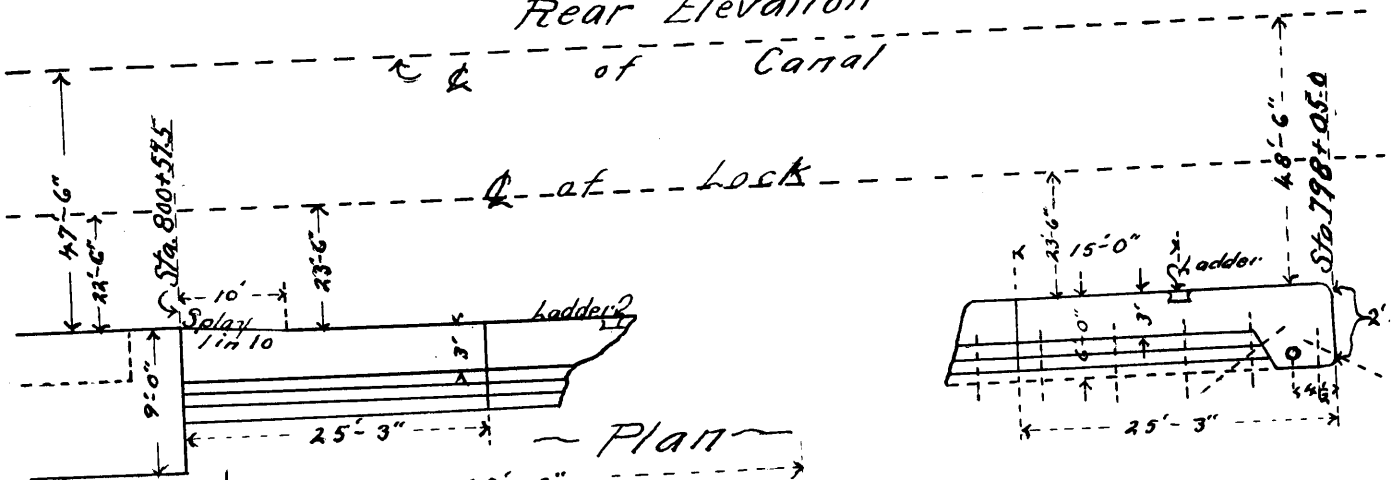 Rear Elevation
℄ of Canal
℄ of Lock
47'-6"
22'-6"
Sta. 800+57.5
10'
Splay
1 in 10
23'-6"
Ladder
3'
9'-0"
25'-3"
48'-6"
Sta. 798+05.0
23'-6"
15'-0"
Ladder
6'-0"
3'
2'
4½
25'-3"
~ Plan ~